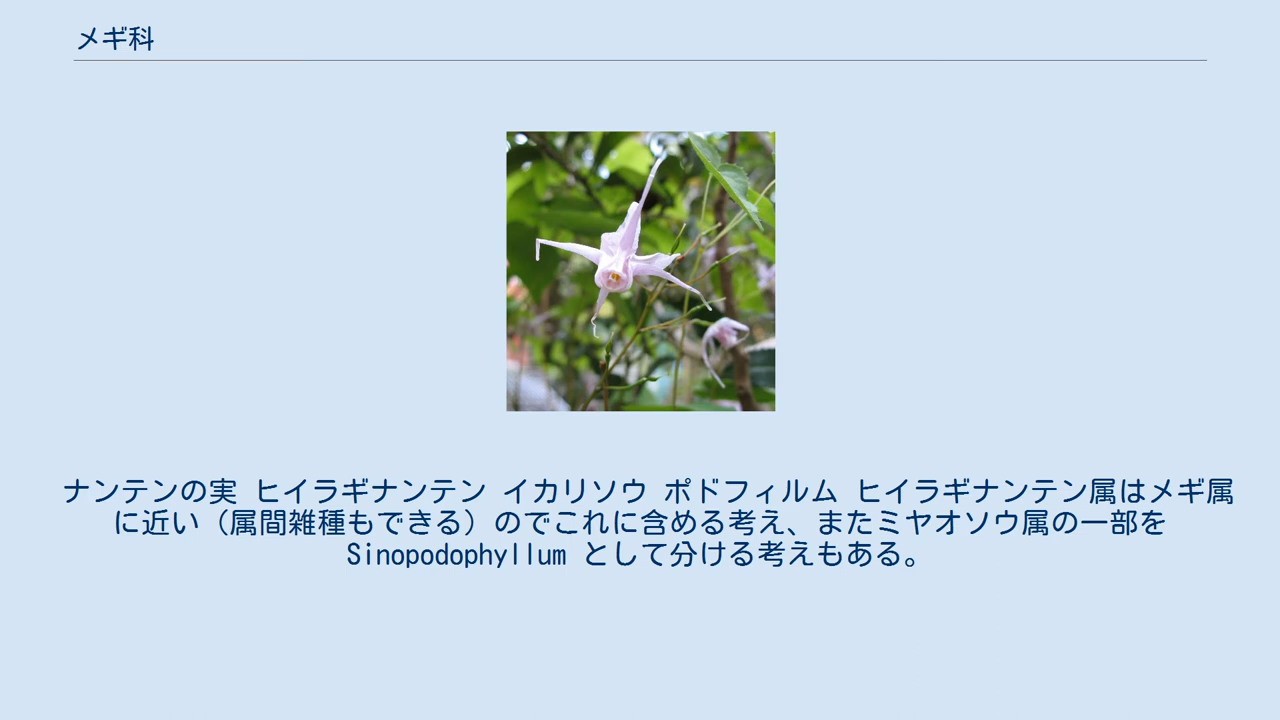 メギ科
ナンテンの実 ヒイラギナンテン イカリソウ ポドフィルム ヒイラギナンテン属はメギ属
に近い（属間雑種もできる）のでこれに含める考え、またミヤオソウ属の一部を
Sinopodophyllum として分ける考えもある。